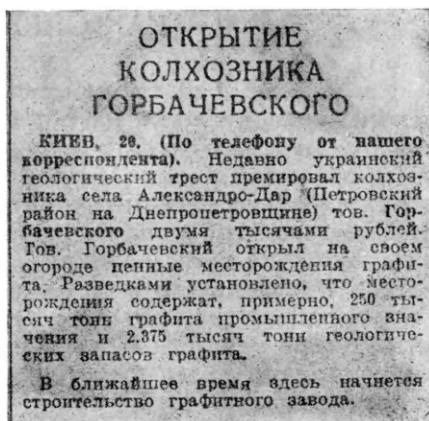 ОТКРЫТИЕ
КОЛХОЗНИКА
ГОРБАЧЕВСКОГО
КИЕВ, 20. (По телефону от нашего
корреспондента). Недавно украинский
геологический трест премировал колхоз-
ника села Александро-Дар (Петровский
район на Днепропетровщине) тов. Гор-
бачевского двумя тысячами рублей.
Тов. Горбачевский открыл на своем
огороде ценные месторождения графи-
та. Разведками установлено, что место-
рождения содержат, примерно, 250 ты-
сяч тонн графита промышленного зна-
чения и 2.375 тысяч тонн геологиче-
ских запасов графита.
В ближайшее время здесь начнется
строительство графитного завода.